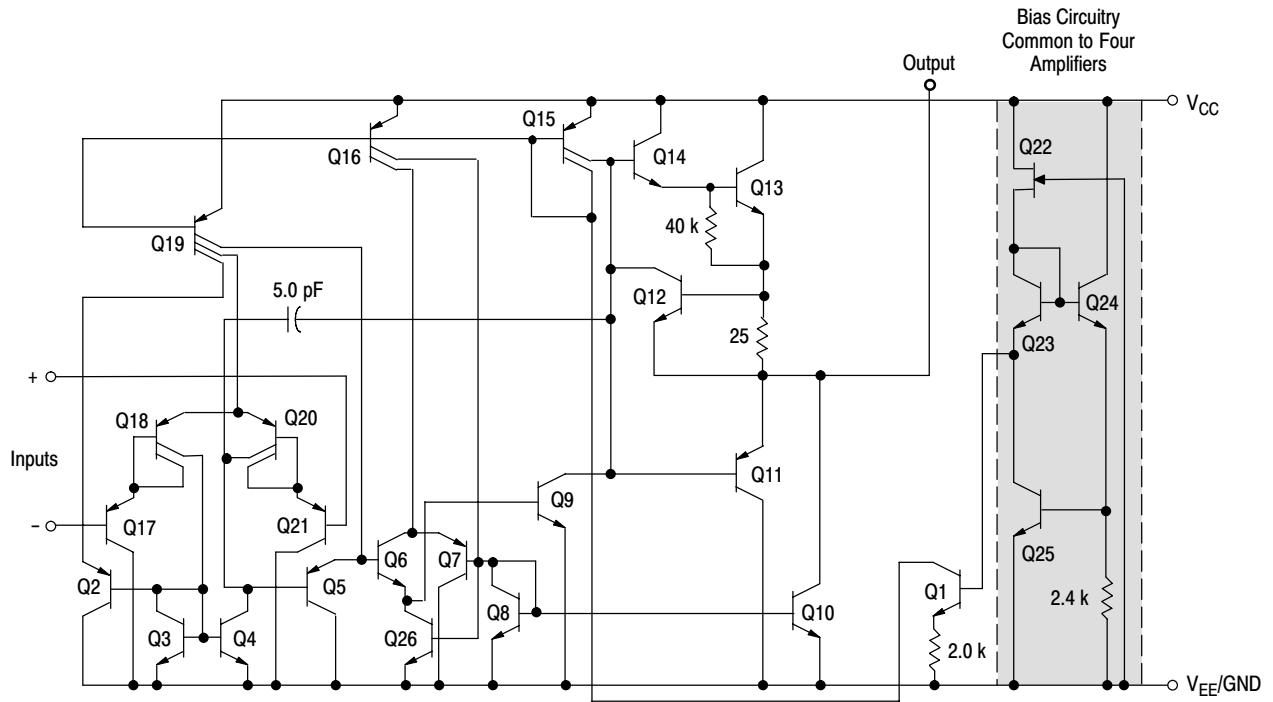 Bias Circuitry
Common to Four
Amplifiers
Output
VCC
Q15
Q22
Q16
Q14
Q13
40 k
Q19
5.0 pF
Q12
Q24
25
Q23
+
Q18
Q20
Inputs
Q11
Q9
−
Q17
Q21
Q25
Q6
Q7
Q2
Q5
Q1
2.4 k
Q8
Q10
Q3
Q4
Q26
2.0 k
VEE/GND